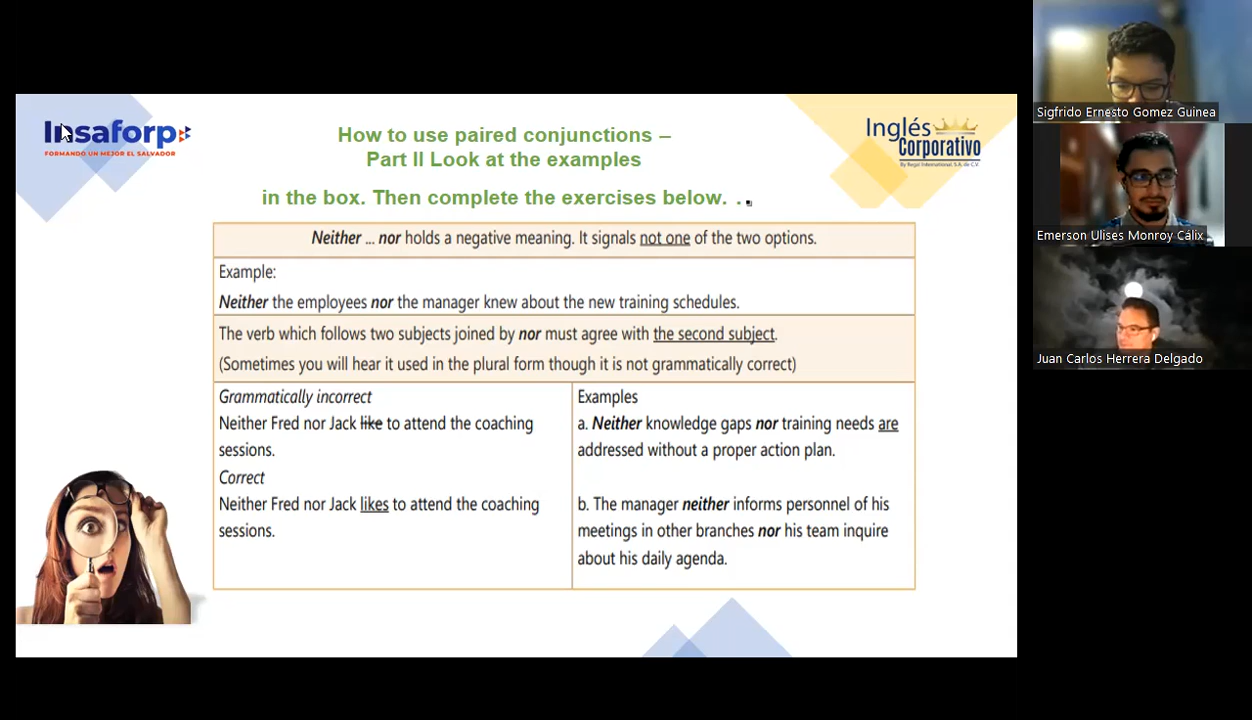 Insaforp
FORMANDO UN MEJOR EL SALVADOR
How to use paired conjunctions –
Part II Look at the examples
in the box. Then complete the exercises below. . .
Inglés
Corporativo
By Regal International, S.A. de C.V.
Neither ... nor holds a negative meaning. It signals not one of the two options.
Example:
Neither the employees nor the manager knew about the new training schedules.
The verb which follows two subjects joined by nor must agree with the second subject.
(Sometimes you will hear it used in the plural form though it is not grammatically correct)
Grammatically incorrect
Neither Fred nor Jack like to attend the coaching
sessions.
Correct
Neither Fred nor Jack likes to attend the coaching
sessions.
Examples
a. Neither knowledge gaps nor training needs are
addressed without a proper action plan.
b. The manager neither informs personnel of his
meetings in other branches nor his team inquire
about his daily agenda.
Sigfrido Ernesto Gomez Guinea
Emerson Ulises Monroy Cálix
Juan Carlos Herrera Delgado